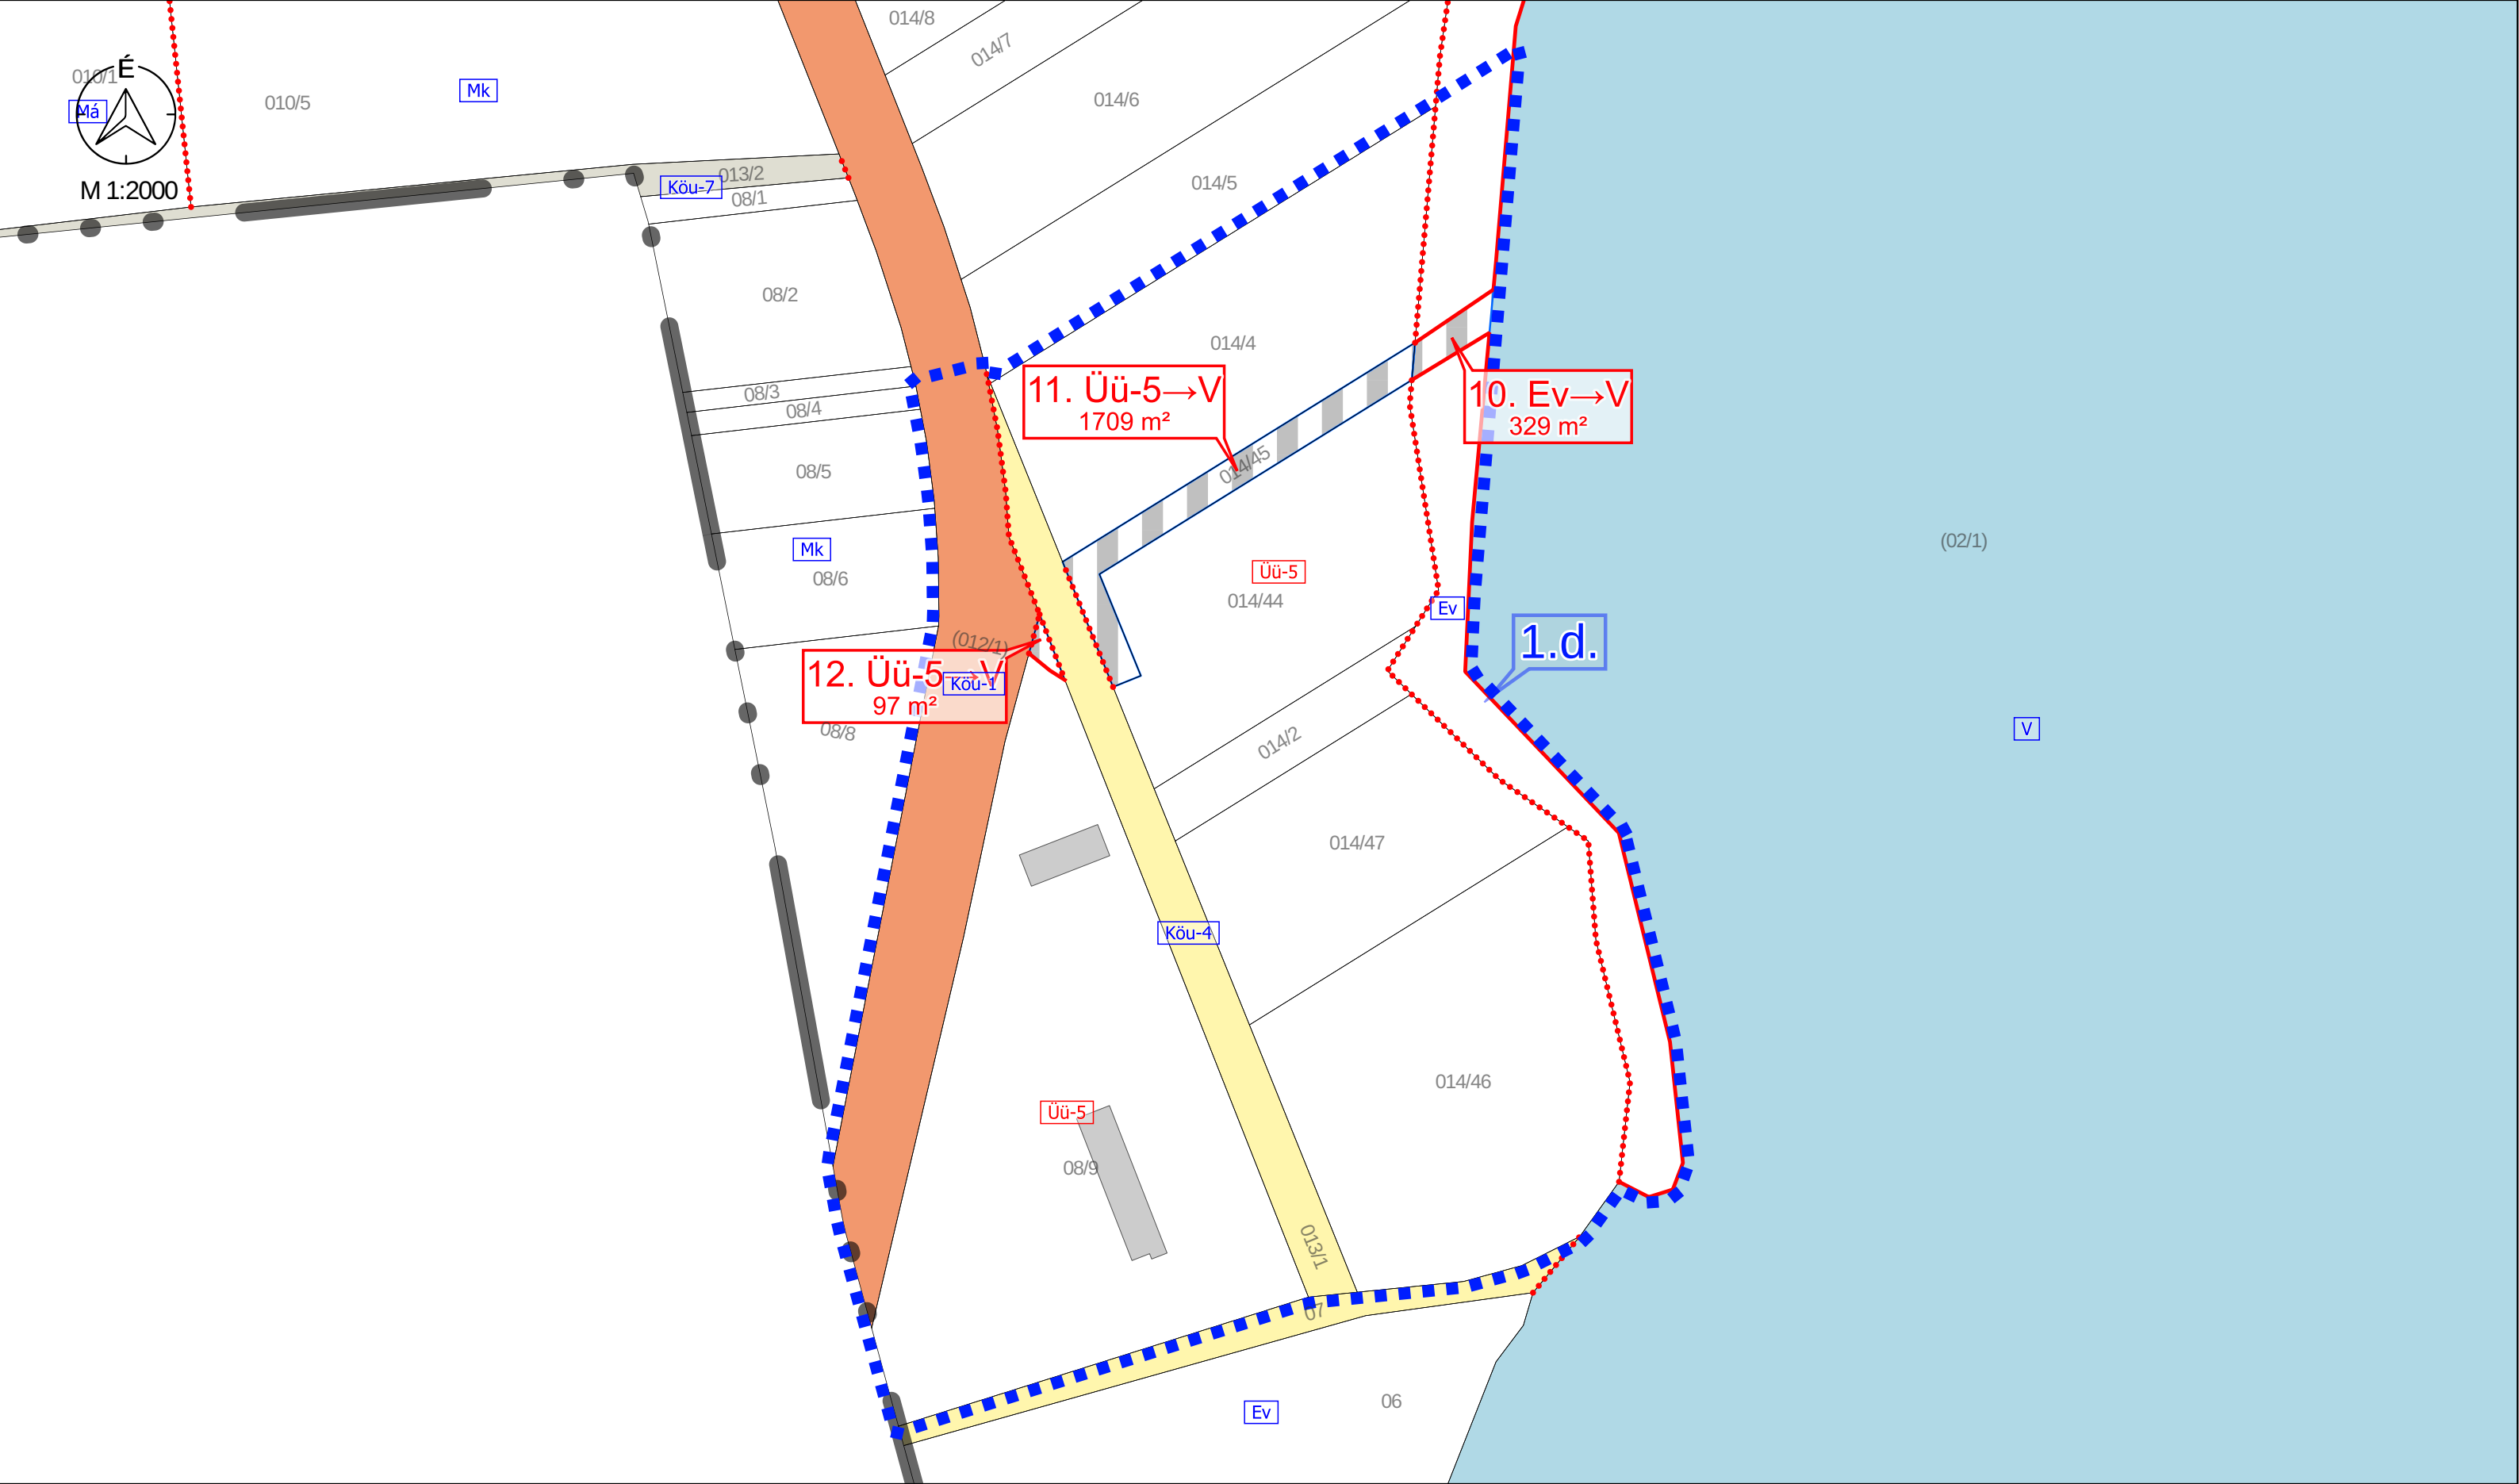 014/8
014/7
É
010/1
010/5
Mk
Má
014/6
M 1:2000
013/2
Köu-7
08/1
014/5
08/2
014/4
08/3
08/4
11. Üü-5→V
1709 m²
10. Ev→V
329 m²
014/45
08/5
Mk
08/6
Üü-5
014/44
Ev
(02/1)
(012/1)
1.d.
12. Üü-5→V
97 m²
Köu-1
08/8
014/2
V
014/47
Köu-4
014/46
Üü-5
08/9
013/1
07
06
Ev